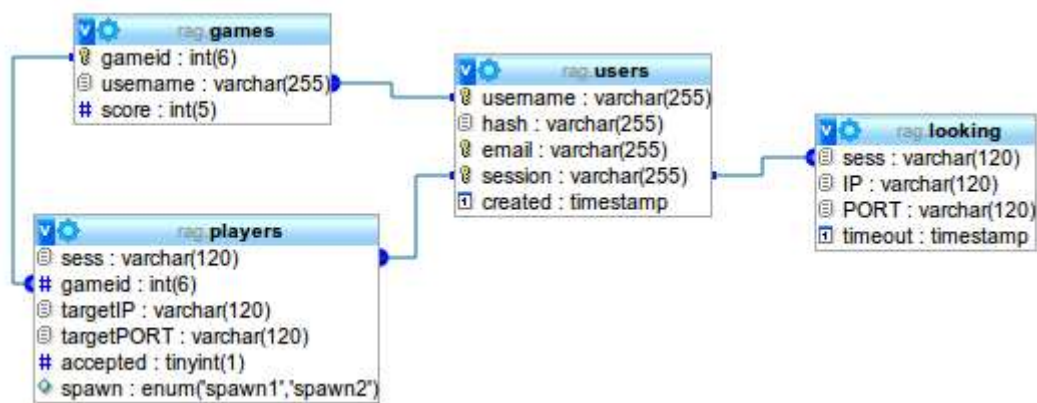 rag.games
gameid : int(6)
username : varchar(255)
# score : int(5)
rag.users
username : varchar(255)
hash : varchar(255)
email : varchar(255)
session : varchar(255)
created : timestamp
rag.looking
sess : varchar(120)
IP : varchar(120)
PORT : varchar(120)
timeout : timestamp
rag.players
sess : varchar(120)
# gameid : int(6)
targetIP : varchar(120)
targetPORT : varchar(120)
# accepted : tinyint(1)
spawn : enum('spawn1','spawn2')